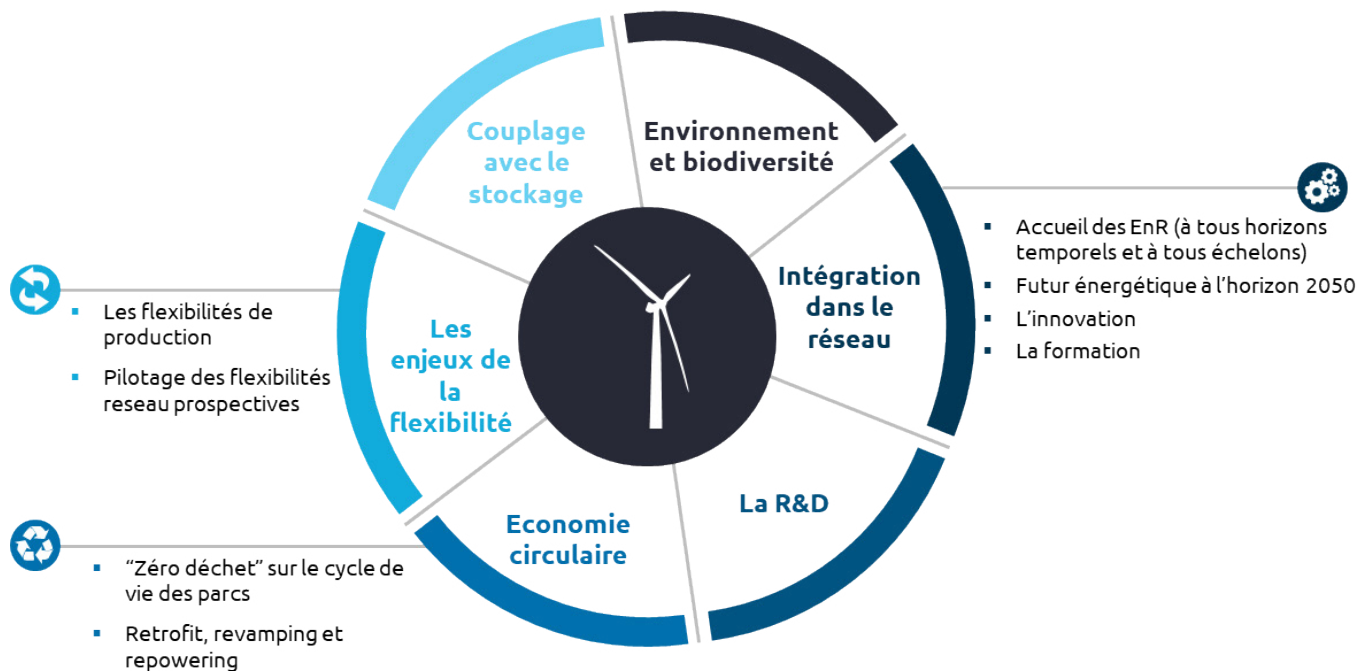 Couplage
avec le
stockage
Environnement
et biodiversité
Intégration
dans le
réseau
▪ Accueil des EnR (à tous horizons
temporels et à tous échelons)
▪ Futur énergétique à l'horizon 2050
▪ L'innovation
▪ La formation
Les
enjeux de
la
flexibilité
▪ Les flexibilités de
production
▪ Pilotage des flexibilités
reseau prospectives
La R&D
Economie
circulaire
▪ "Zéro déchet" sur le cycle de
vie des parcs
▪ Retrofit, revamping et
repowering